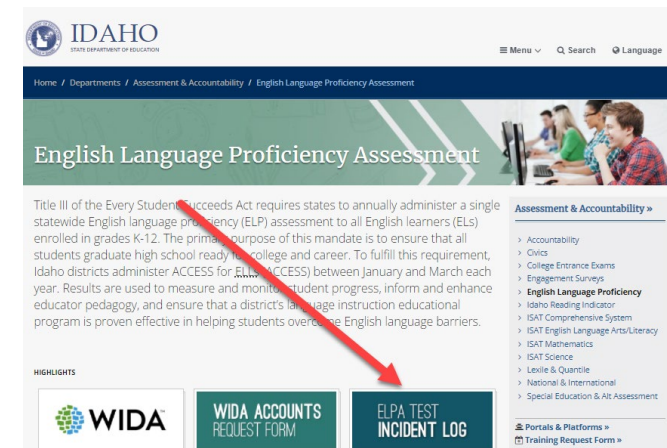 IDAHO
STATE DEPARTMENT OF EDUCATION
Menu
Search
Language
Home / Departments / Assessment & Accountability / English Language Proficiency Assessment
English Language Proficiency Assessment
Title III of the Every Student Succeeds Act requires states to annually administer a single
statewide English language proficiency (ELP) assessment to all English learners (ELs)
enrolled in grades K-12. The primary purpose of this mandate is to ensure that all
students graduate high school ready for college and career. To fulfill this requirement,
Idaho districts administer ACCESS for ELLs (ACCESS) between January and March each
year. Results are used to measure and monitor student progress, inform and enhance
educator pedagogy, and ensure that a district's language instruction educational
program is proven effective in helping students overcome English language barriers.
Assessment & Accountability »
> Accountability
> Civics
> College Entrance Exams
> Engagement Surveys
> English Language Proficiency
> Idaho Reading Indicator
> ISAT Comprehensive System
> ISAT English Language Arts/Literacy
> ISAT Mathematics
> ISAT Science
> Lexile & Quantile
> National & International
> Special Education & Alt Assessment
Portals & Platforms »
Training Request Form »
HIGHLIGHTS
WIDA
WIDA ACCOUNTS
REQUEST FORM
ELPA TEST
INCIDENT LOG